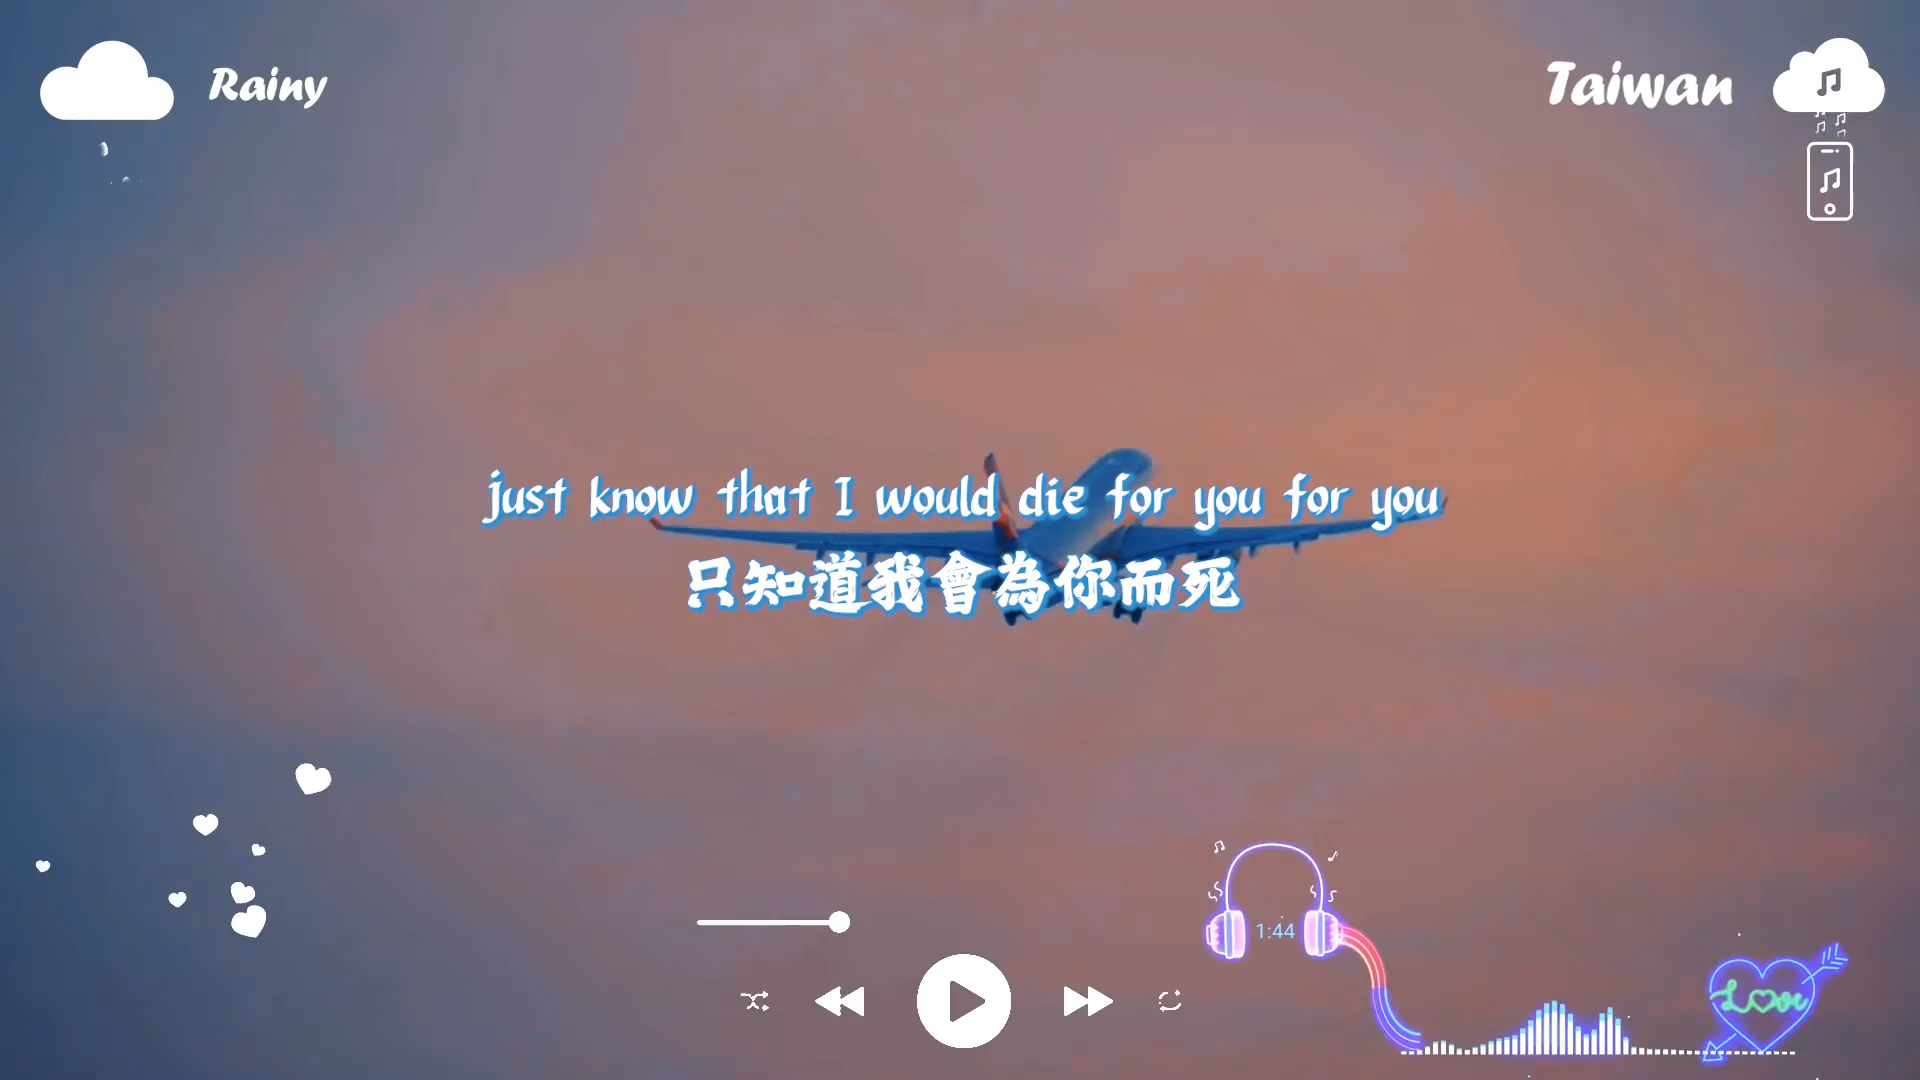 Rainy
Taiwan
just know that I would die for you for you
只知道我會為你而死
1:44
Love